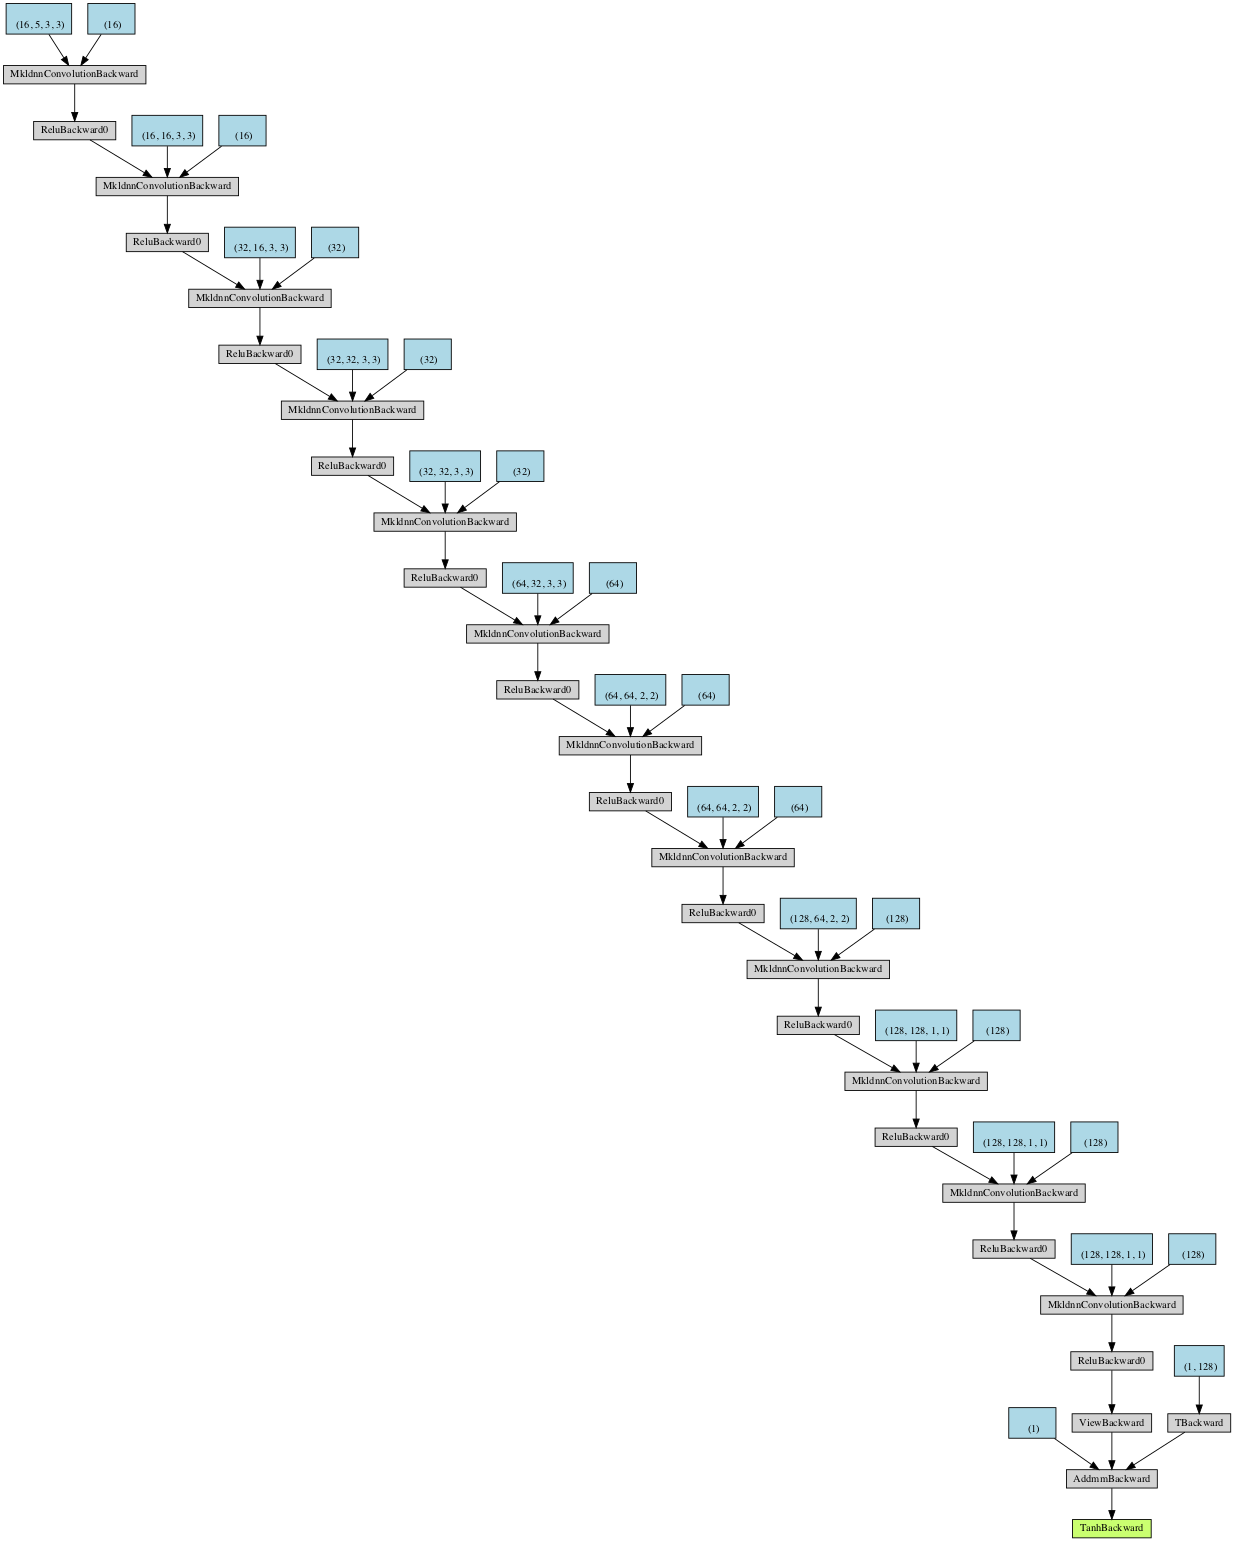 (16, 5, 3, 3)
(16)
MkldnnConvolutionBackward
ReluBackward0
(16, 16, 3, 3)
(16)
MkldnnConvolutionBackward
ReluBackward0
(32, 16, 3, 3)
(32)
MkldnnConvolutionBackward
ReluBackward0
(32, 32, 3, 3)
(32)
MkldnnConvolutionBackward
ReluBackward0
(32, 32, 3, 3)
(32)
MkldnnConvolutionBackward
ReluBackward0
(64, 32, 3, 3)
(64)
MkldnnConvolutionBackward
ReluBackward0
(64, 64, 2, 2)
(64)
MkldnnConvolutionBackward
ReluBackward0
(64, 64, 2, 2)
(64)
MkldnnConvolutionBackward
ReluBackward0
(128, 64, 2, 2)
(128)
MkldnnConvolutionBackward
ReluBackward0
(128, 128, 1, 1)
(128)
MkldnnConvolutionBackward
ReluBackward0
(128, 128, 1, 1)
(128)
MkldnnConvolutionBackward
ReluBackward0
(128, 128, 1, 1)
(128)
MkldnnConvolutionBackward
ReluBackward0
(1, 128)
(1)
ViewBackward
TBackward
AddmmBackward
TanhBackward